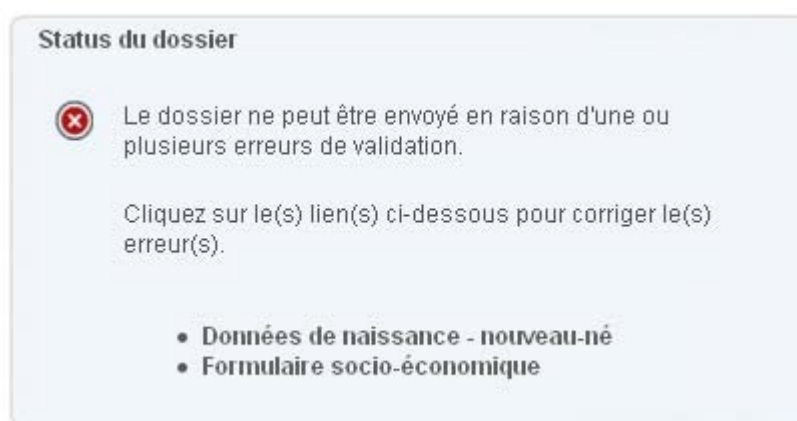 Status du dossier
Le dossier ne peut être envoyé en raison d'une ou
plusieurs erreurs de validation.
Cliquez sur le(s) lien(s) ci-dessous pour corriger le(s)
erreur(s).
• Données de naissance - nouveau-né
• Formulaire socio-économique